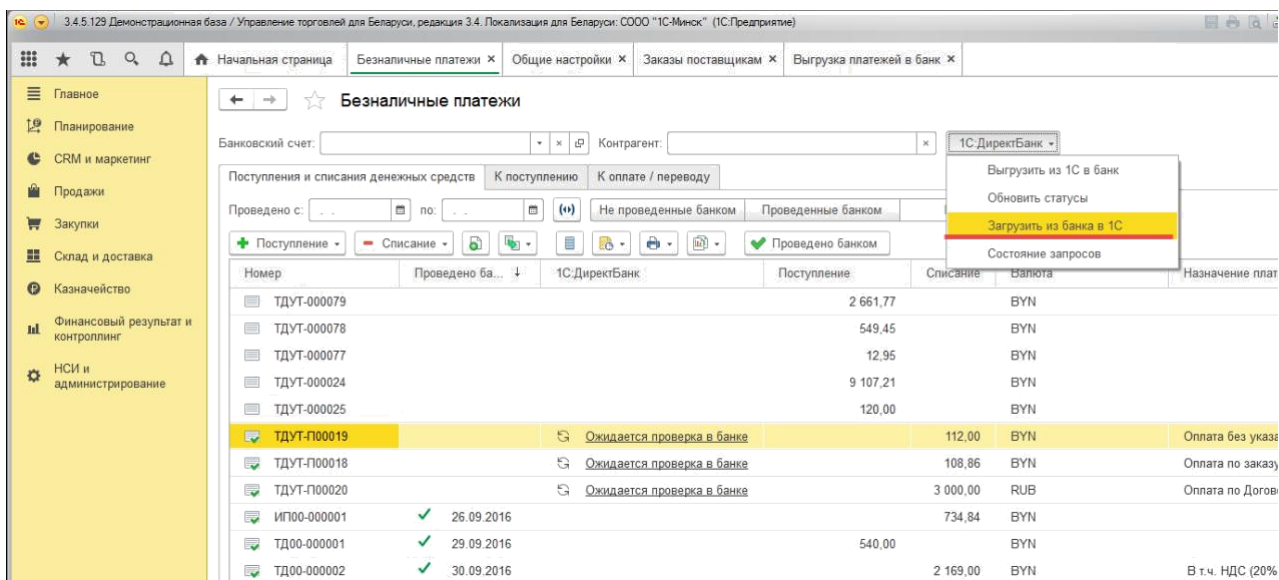 3.4.5.129 Демонстрационная база / Управление торговлей для Беларуси, редакция 3.4. Локализация для Беларуси: СООО "1С-Минск" (1С:Предприятие)
Начальная страница Безналичные платежи × Общие настройки × Заказы поставщикам × Выгрузка платежей в банк ×
Главное
Планирование
CRM и маркетинг
Продажи
Закупки
Склад и доставка
Казначейство
Финансовый результат и
контроллинг
НСИ и
администрирование
Безналичные платежи
Банковский счет: Контрагент: 1С:ДиректБанк
Выгрузить из 1С в банк
Обновить статусы
Загрузить из банка в 1С
Состояние запросов
Поступления и списания денежных средств К поступлению К оплате / переводу
Проведено с: по: Не проведенные банком Проведенные банком
Поступление Списание Проведено банком
Номер Проведено ба... ↓ 1С:ДиректБанк Поступление Списание Валюта Назначение плат
ТДУТ-000079 2 661,77 BYN
ТДУТ-000078 549,45 BYN
ТДУТ-000077 12,95 BYN
ТДУТ-000024 9 107,21 BYN
ТДУТ-000025 120,00 BYN
ТДУТ-П00019 Ожидается проверка в банке 112,00 BYN Оплата без указа
ТДУТ-П00018 Ожидается проверка в банке 108,86 BYN Оплата по заказу
ТДУТ-П00020 Ожидается проверка в банке 3 000,00 RUB Оплата по Догов
ИП00-000001 26.09.2016 734,84 BYN
ТД00-000001 29.09.2016 540,00 BYN
ТД00-000002 30.09.2016 2 169,00 BYN В т.ч. НДС (20%